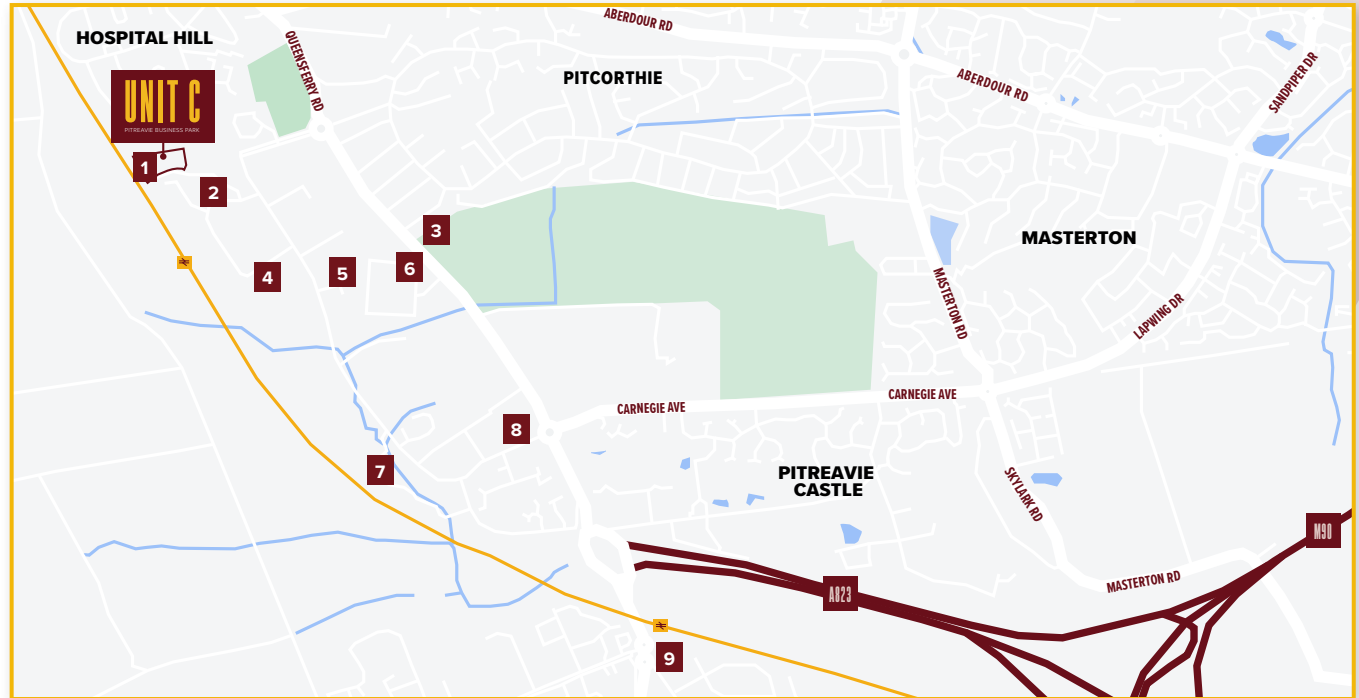 HOSPITAL HILL
UNIT C
PITREAVIE BUSINESS PARK
QUEENSFERRY RD
ABERDOUR RD
PITCORTHIE
ABERDOUR RD
SANDPIPER DR
1
2
3
4
5
6
MASTERTON
MASTERTON RD
LAPWING DR
CARNEGIE AVE
CARNEGIE AVE
8
7
PITREAVIE
CASTLE
SKYLARK RD
M90
MASTERTON RD
A823
9